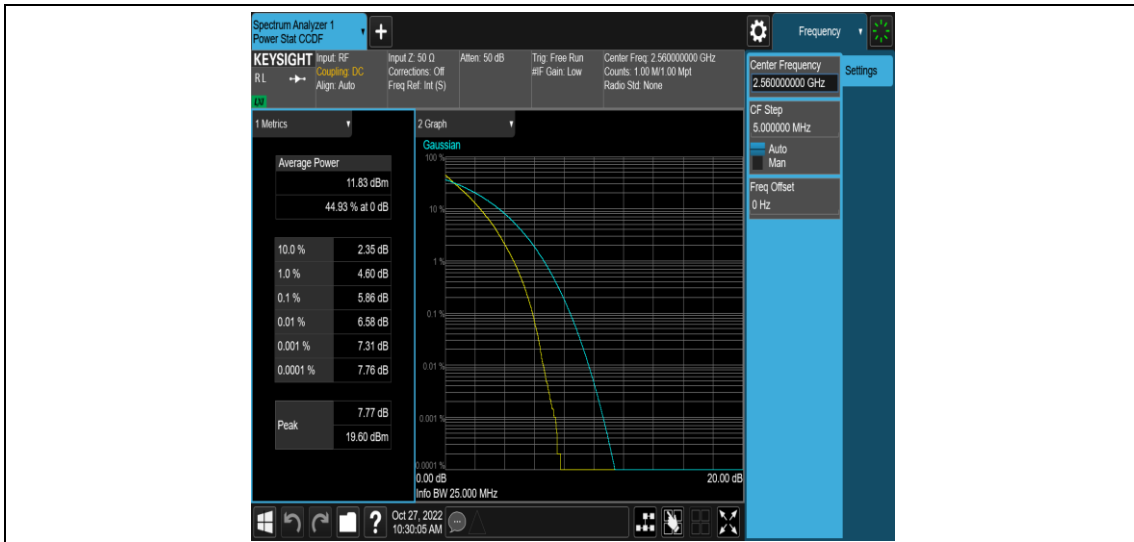 Spectrum Analyzer 1
Power Stat CCDF
+
Frequency
KEYSIGHT
RL
LXI
Input: RF
Coupling: DC
Align: Auto
Input Z: 50 Ω
Corrections: Off
Freq Ref: Int (S)
Atten: 50 dB
Trig: Free Run
#IF Gain: Low
Center Freq: 2.560000000 GHz
Counts: 1.00 M/1.00 Mpt
Radio Std: None
Center Frequency
2.560000000 GHz
Settings
CF Step
5.000000 MHz
Auto
Man
Freq Offset
0 Hz
1 Metrics
Average Power
11.83 dBm
44.93 % at 0 dB
10.0 % 2.35 dB
1.0 % 4.60 dB
0.1 % 5.86 dB
0.01 % 6.58 dB
0.001 % 7.31 dB
0.0001 % 7.76 dB
Peak
7.77 dB
19.60 dBm
2 Graph
Gaussian
100 %
10 %
1 %
0.1 %
0.01 %
0.001 %
0.0001 %
0.00 dB 20.00 dB
Info BW 25.000 MHz
?
Oct 27, 2022
10:30:05 AM